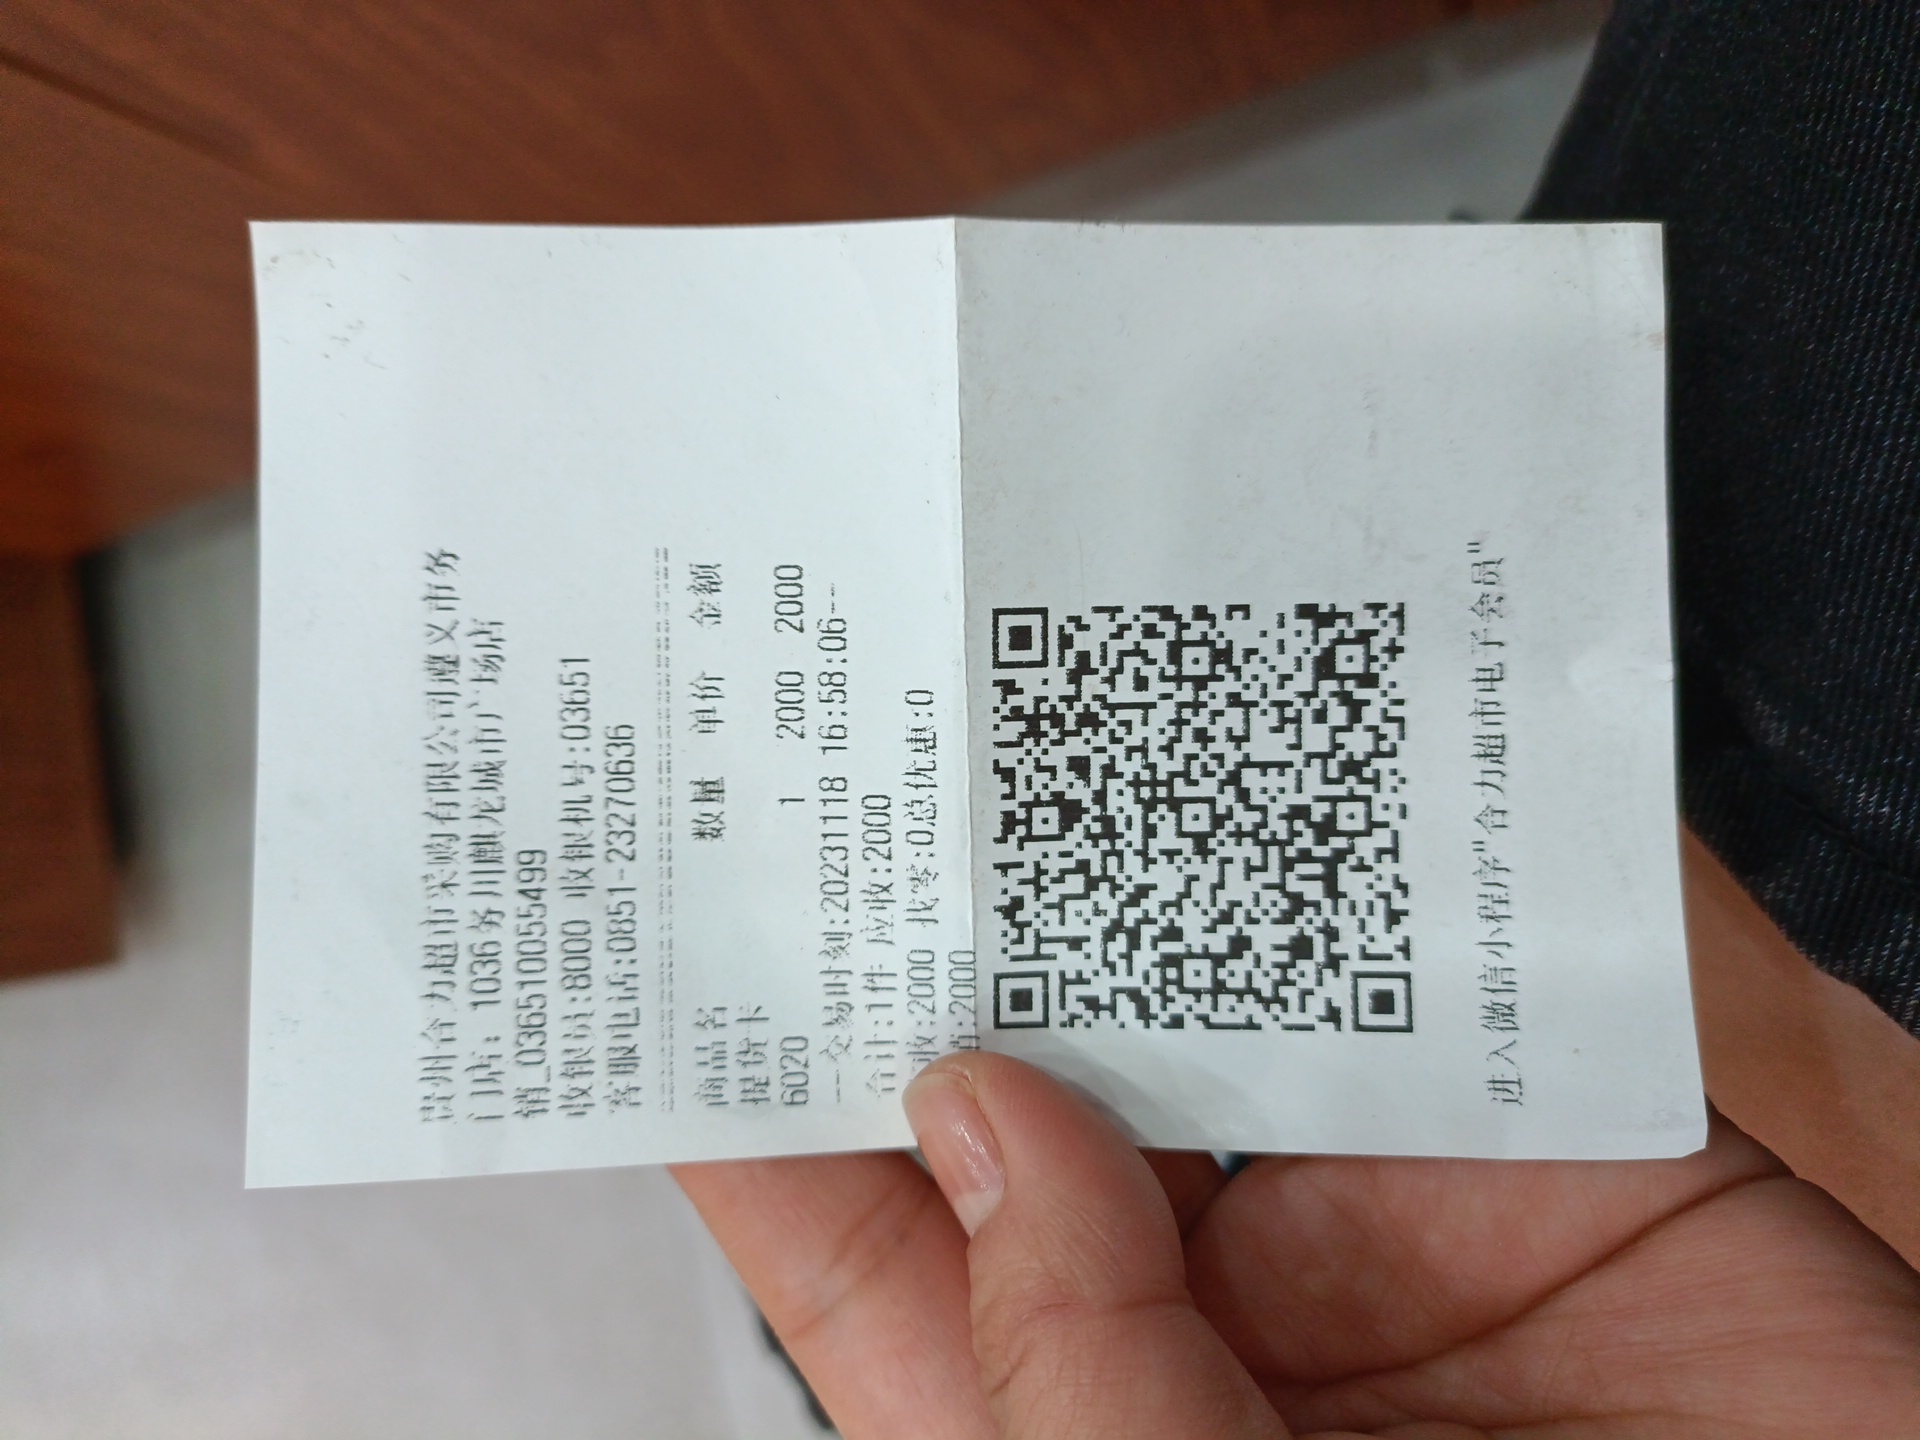 贵州合力超市采购有限公司遵义市务
门店: 1036务川麒龙城市广场店
销_036510055499
收银员:8000 收银机号:03651
客服电话:0851-23270636
商品名 数量 单价 金额
提货卡
6020 1 2000 2000
--交易时刻:20231118 16:58:06--
合计:1件 应收:2000
收:2000 找零:0总优惠:0
:2000
进入微信小程序"合力超市电子会员"